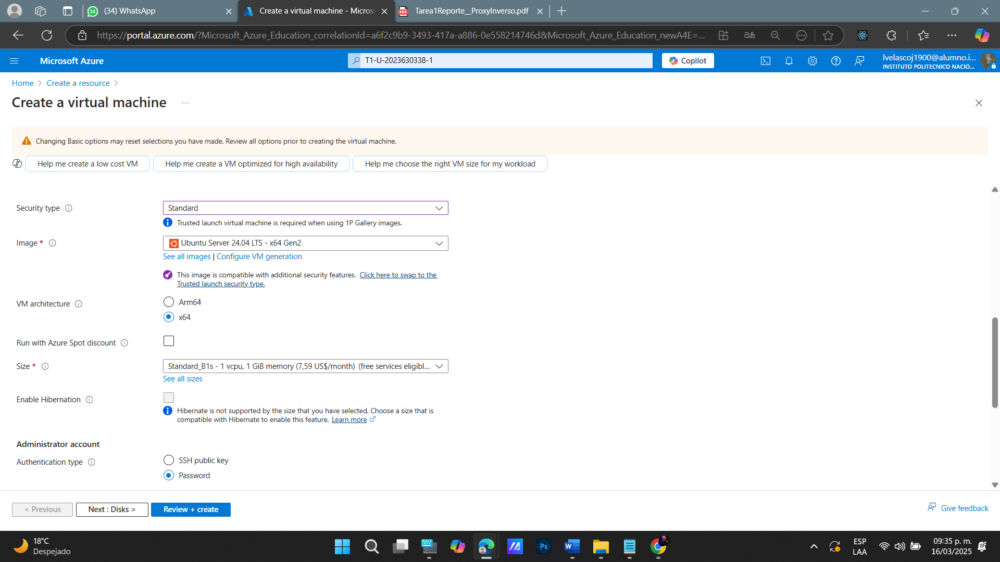 (34) WhatsApp
Create a virtual machine - Micros
Tarea1Reporte__ProxyInverso.pdf
https://portal.azure.com/?Microsoft_Azure_Education_correlationId=a6f2c9b9-3493-417a-a886-0e558214746d&Microsoft_Azure_Education_newA4E=...
Microsoft Azure
T1-U-2023630338-1
Copilot
lvelascoj1900@alumno.i...
INSTITUTO POLITECNICO NACIO...
Home > Create a resource >
Create a virtual machine ...
Changing Basic options may reset selections you have made. Review all options prior to creating the virtual machine.
Help me create a low cost VM
Help me create a VM optimized for high availability
Help me choose the right VM size for my workload
Security type
Standard
Trusted launch virtual machine is required when using 1P Gallery images.
Image *
Ubuntu Server 24.04 LTS - x64 Gen2
See all images | Configure VM generation
This image is compatible with additional security features. Click here to swap to the
Trusted launch security type.
VM architecture
Arm64
x64
Run with Azure Spot discount
Size *
Standard_B1s - 1 vcpu, 1 GiB memory (7,59 US$/month) (free services eligibl...
See all sizes
Enable Hibernation
Hibernate is not supported by the size that you have selected. Choose a size that is
compatible with Hibernate to enable this feature. Learn more
Administrator account
Authentication type
SSH public key
Password
< Previous
Next : Disks >
Review + create
Give feedback
18°C
Despejado
ESP
LAA
09:35 p. m.
16/03/2025